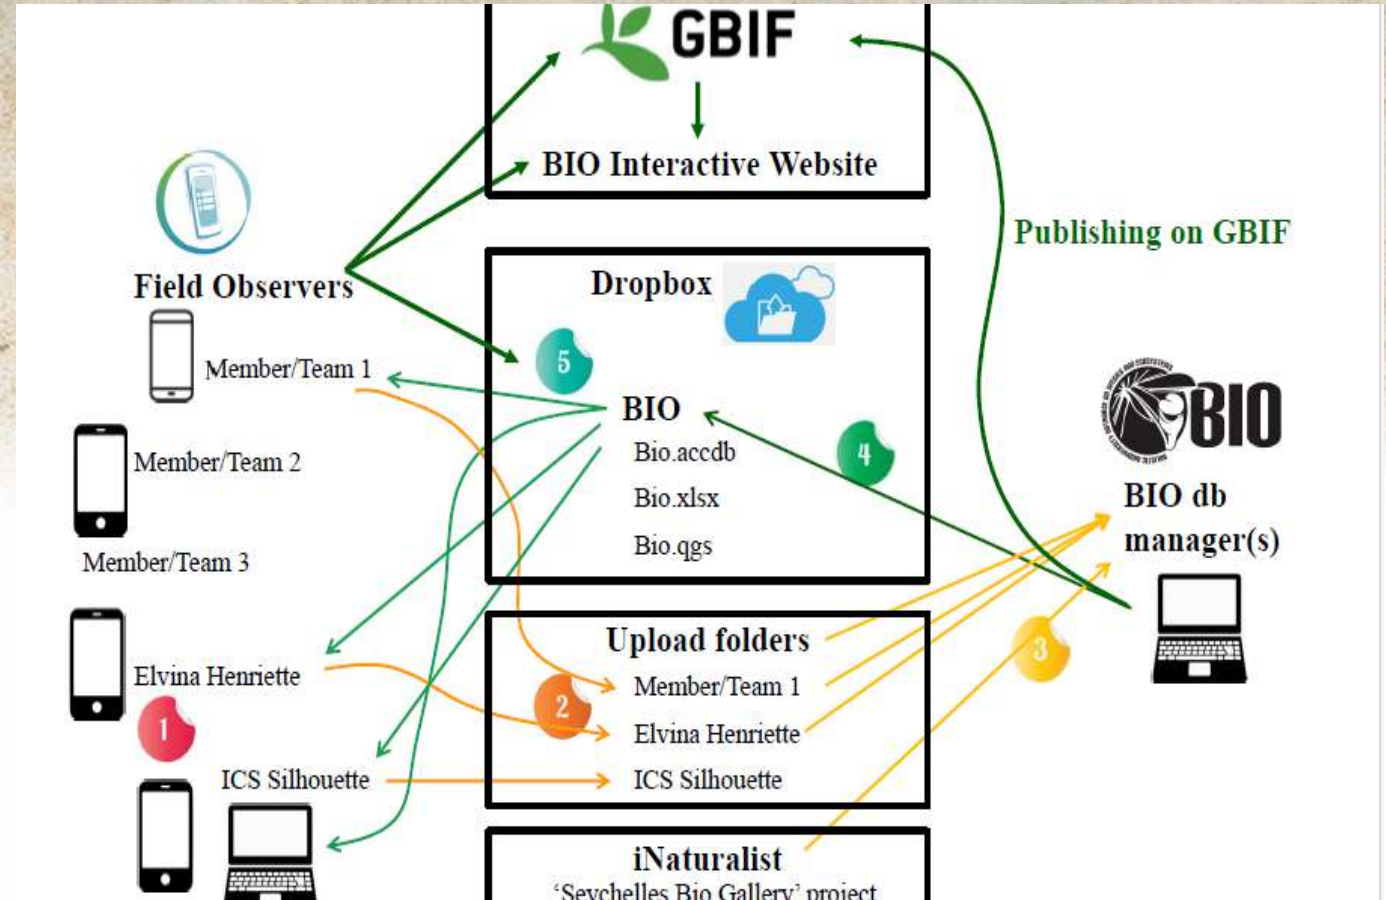 GBIF
BIO Interactive Website
Publishing on GBIF
Field Observers
Member/Team 1
Member/Team 2
Member/Team 3
Elvina Henriette
1
ICS Silhouette
Dropbox
5
BIO
Bio.accdb
Bio.xlsx
Bio.qgs
4
Upload folders
Member/Team 1
2
Elvina Henriette
ICS Silhouette
iNaturalist
‘Seychelles Bio Gallery’ project
3
BIO
BIO db
manager(s)